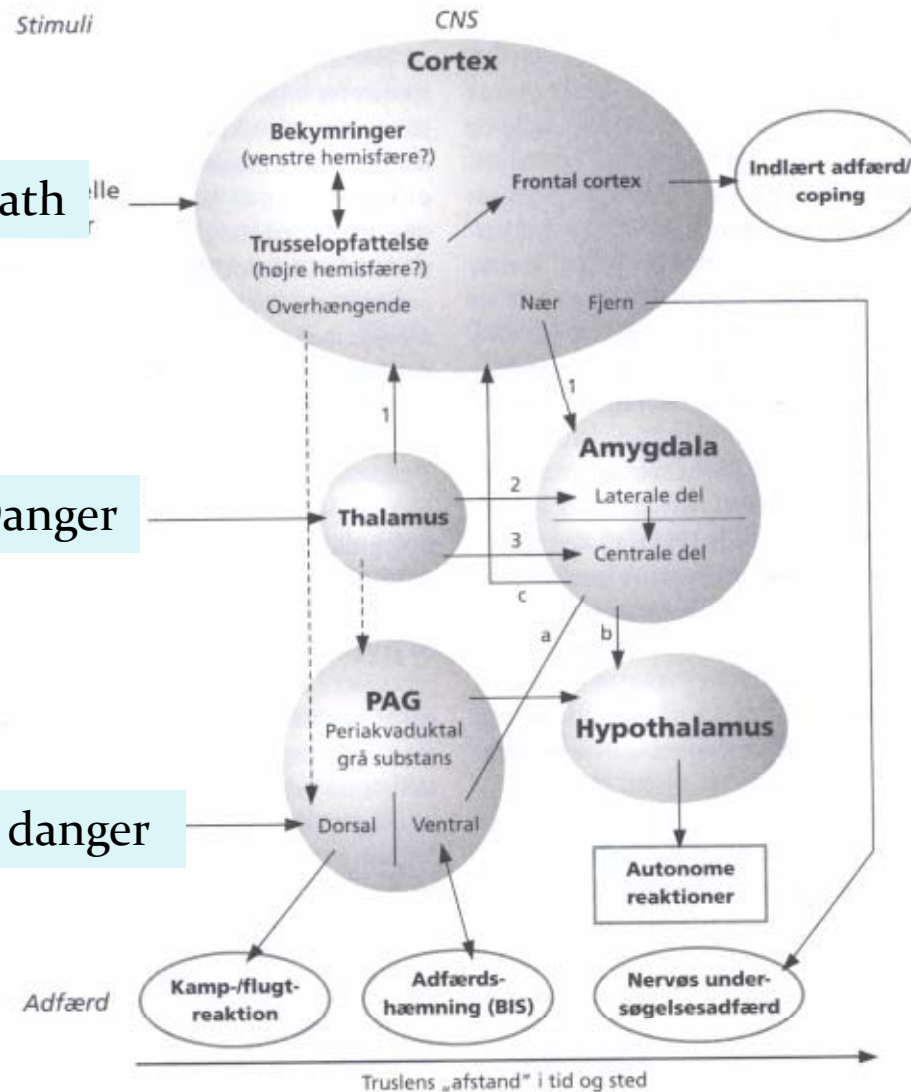 Stimuli
CNS
Cortex
Bekymringer
(venstre hemisfære?)
Frontal cortex
Indlært adfærd/
coping
elle
r
ath
Trusselopfattelse
(højre hemisfære?)
Overhængende
Nær
Fjern
1
1
Amygdala
Laterale del
Centrale del
Thalamus
2
3
Danger
c
a
b
PAG
Periakvaduktal
grå substans
Hypothalamus
danger
Dorsal
Ventral
Autonome
reaktioner
Adfærd
Kamp-/flugt-
reaktion
Adfærds-
hæmning (BIS)
Nervøs under-
søgelsesadfærd
Truslens „afstand" i tid og sted